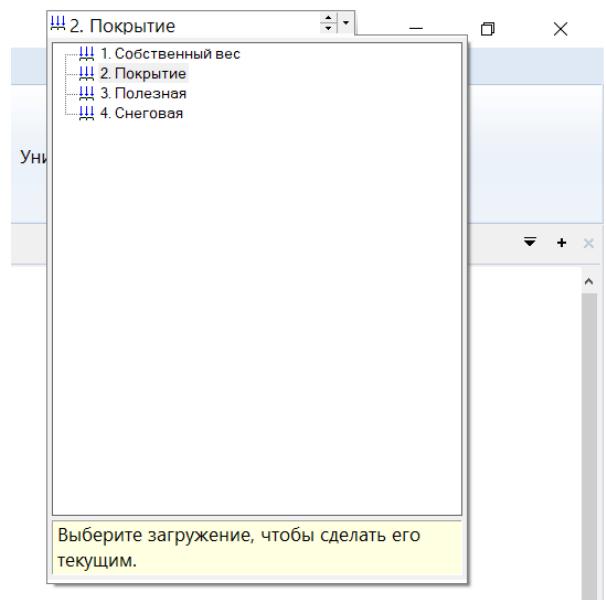 2. Покрытие
1. Собственный вес
2. Покрытие
3. Полезная
4. Снеговая
Уни
Выберите загружение, чтобы сделать его
текущим.